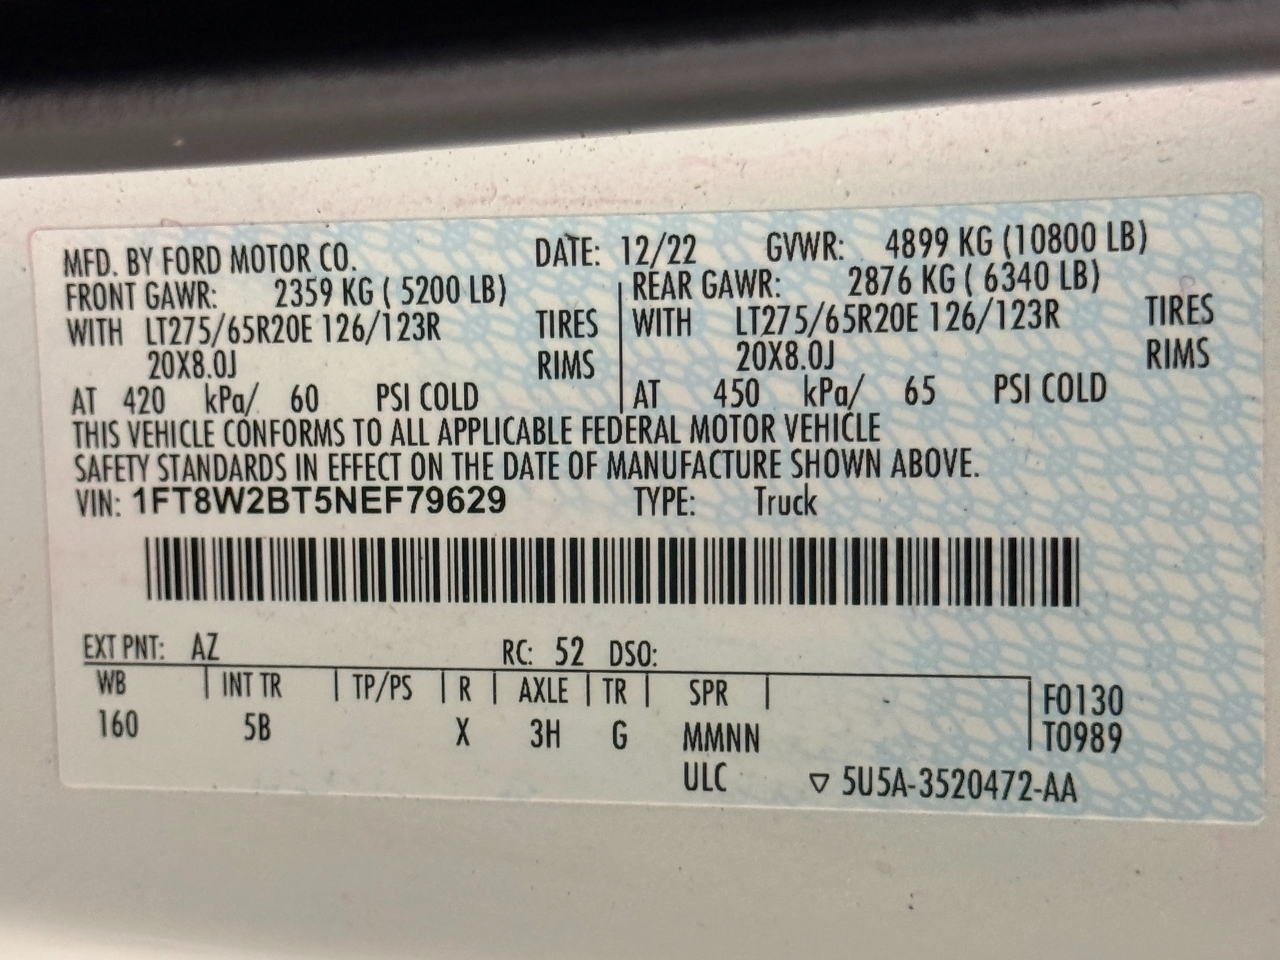 MFD. BY FORD MOTOR CO. DATE: 12/22 GVWR: 4899 KG (10800 LB)
FRONT GAWR: 2359 KG ( 5200 LB) REAR GAWR: 2876 KG ( 6340 LB)
WITH LT275/65R20E 126/123R TIRES WITH LT275/65R20E 126/123R TIRES
20X8.0J RIMS 20X8.0J RIMS
AT 420 kPa/ 60 PSI COLD AT 450 kPa/ 65 PSI COLD
THIS VEHICLE CONFORMS TO ALL APPLICABLE FEDERAL MOTOR VEHICLE
SAFETY STANDARDS IN EFFECT ON THE DATE OF MANUFACTURE SHOWN ABOVE.
VIN: 1FT8W2BT5NEF79629 TYPE: Truck
EXT PNT: AZ RC: 52 DSO:
WB INT TR TP/PS R AXLE TR SPR F0130
160 5B X 3H G MMNN T0989
ULC ▽ 5U5A-3520472-AA